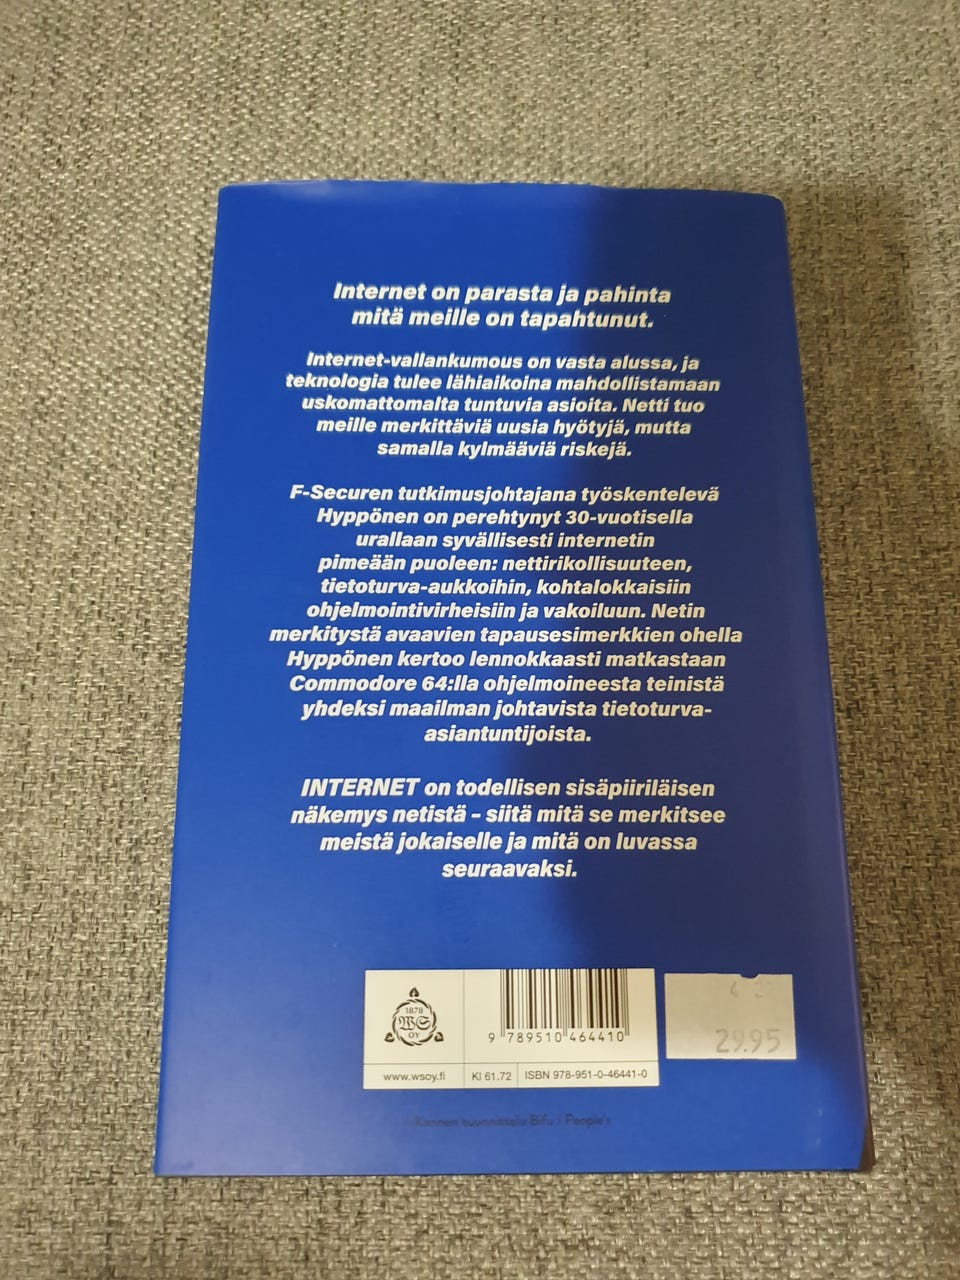 Internet on parasta ja pahinta
mitä meille on tapahtunut.
Internet-vallankumous on vasta alussa, ja
teknologia tulee lähiaikoina mahdollistamaan
uskomattomalta tuntuvia asioita. Netti tuo
meille merkittäviä uusia hyötyjä, mutta
samalla kylmääviä riskejä.
F-Securen tutkimusjohtajana työskentelevä
Hyppönen on perehtynyt 30-vuotisella
urallaan syvällisesti internetin
pimeään puoleen: nettirikollisuuteen,
tietoturva-aukkoihin, kohtalokkaisiin
ohjelmointivirheisiin ja vakoiluun. Netin
merkitystä avaavien tapausesimerkkien ohella
Hyppönen kertoo lennokkaasti matkastaan
Commodore 64:lla ohjelmoineesta teinistä
yhdeksi maailman johtavista tietoturva-
asiantuntijoista.
INTERNET on todellisen sisäpiiriläisen
näkemys netistä – siitä mitä se merkitsee
meistä jokaiselle ja mitä on luvassa
seuraavaksi.
1878
WS
OY
9 789510 464410
29.95
www.wsoy.fi
Kl 61.72
ISBN 978-951-0-46441-0
Kannen suunnittelu Bifu / People's